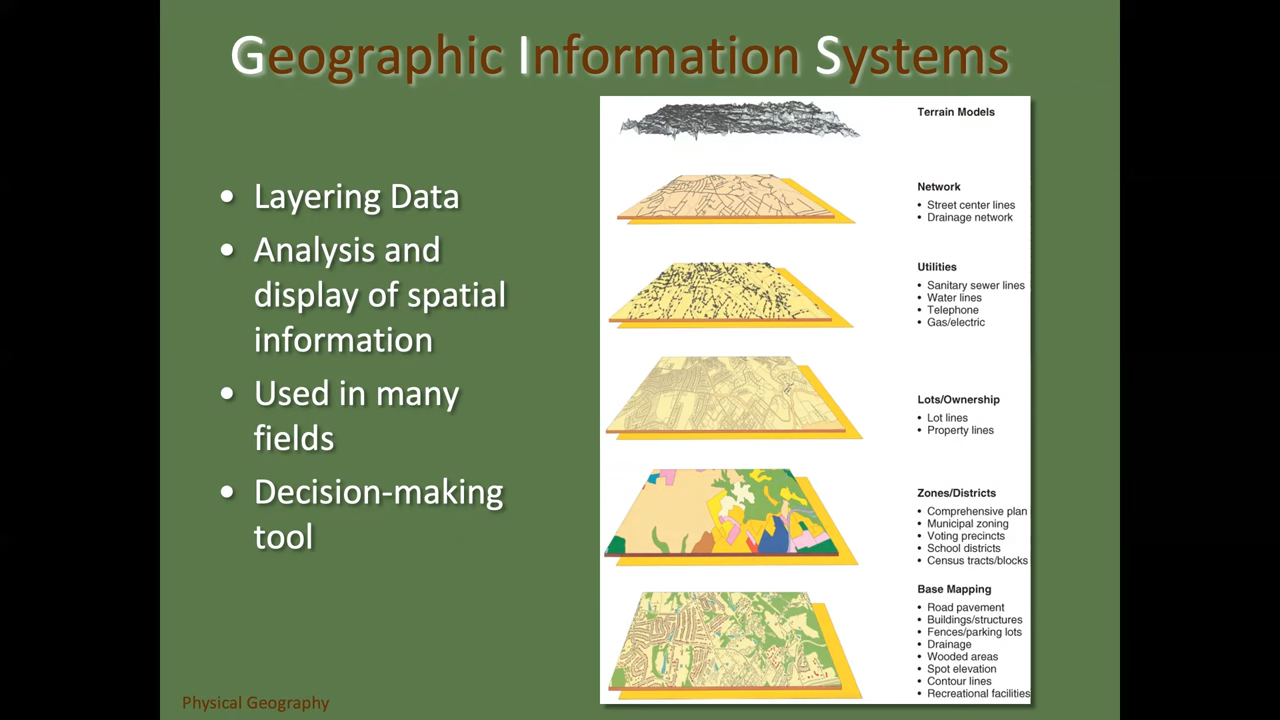 Geographic Information Systems
• Layering Data
• Analysis and
display of spatial
information
• Used in many
fields
• Decision-making
tool
Terrain Models
Network
• Street center lines
• Drainage network
Utilities
• Sanitary sewer lines
• Water lines
• Telephone
• Gas/electric
Lots/Ownership
• Lot lines
• Property lines
Zones/Districts
• Comprehensive plan
• Municipal zoning
• Voting precincts
• School districts
• Census tracts/blocks
Base Mapping
• Road pavement
• Buildings/structures
• Fences/parking lots
• Drainage
• Wooded areas
• Spot elevation
• Contour lines
• Recreational facilities
Physical Geography